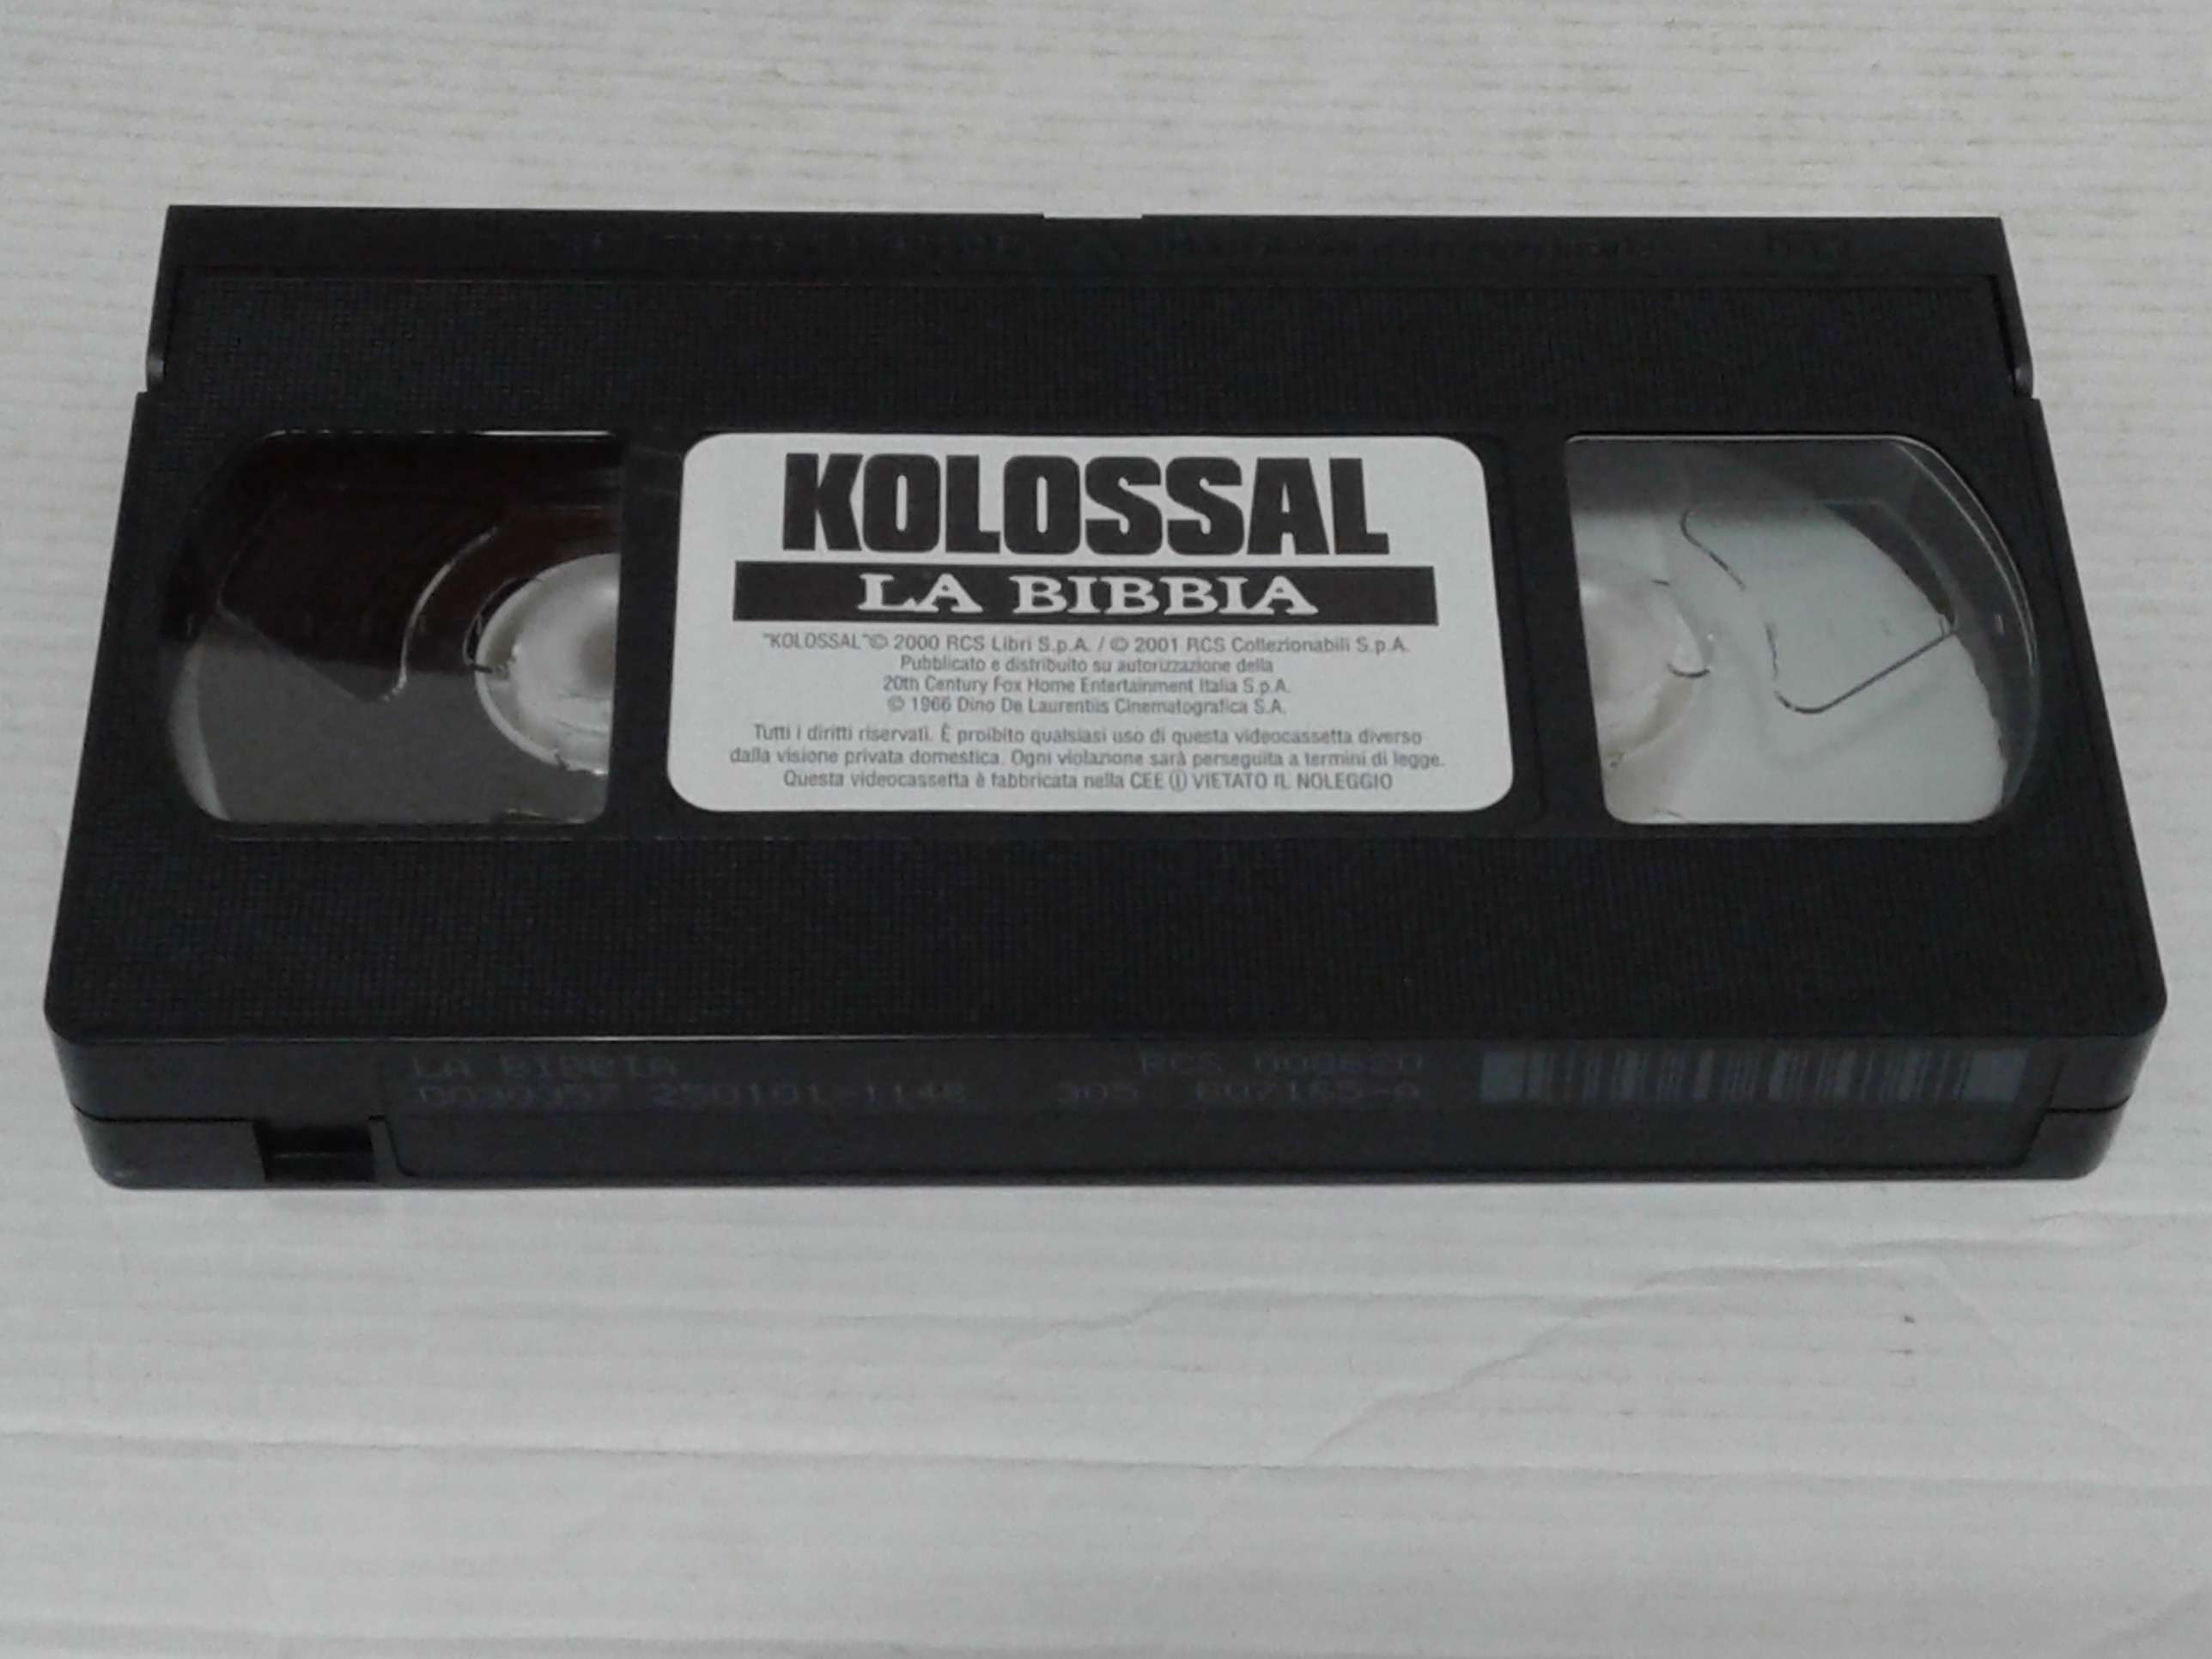 KOLOSSAL
LA BIBBIA
"KOLOSSAL"© 2000 RCS Libri S.p.A. / © 2001 RCS Collezionabili S.p.A.
Pubblicato e distribuito su autorizzazione della
20th Century Fox Home Entertainment Italia S.p.A.
© 1966 Dino De Laurentiis Cinematografica S.A.
Tutti i diritti riservati. È proibito qualsiasi uso di questa videocassetta diverso
dalla visione privata domestica. Ogni violazione sarà perseguita a termini di legge.
Questa videocassetta è fabbricata nella CEE (I) VIETATO IL NOLEGGIO
LA BIBBIA RCS
250101-1146 305